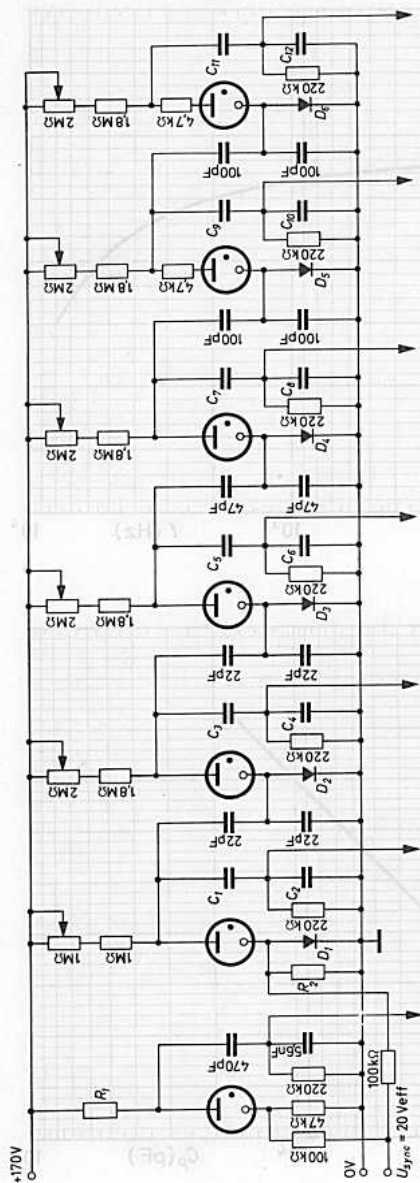 +170V
R1
470pF
56nF
220kΩ
47kΩ
100kΩ
0V
Usync = 20 Veff
100kΩ
1MΩ
1MΩ
C1
C2
220kΩ
D1
R2
22pF
22pF
2MΩ
1,8MΩ
C3
C4
220kΩ
D2
22pF
22pF
2MΩ
1,8MΩ
C5
C6
220kΩ
D3
47pF
47pF
2MΩ
1,8MΩ
C7
C8
220kΩ
D4
100pF
100pF
2MΩ
1,8MΩ
4,7kΩ
C9
C10
220kΩ
D5
100pF
100pF
2MΩ
1,8MΩ
4,7kΩ
C11
C12
220kΩ
D6
f (Hz)
Cp(pF)